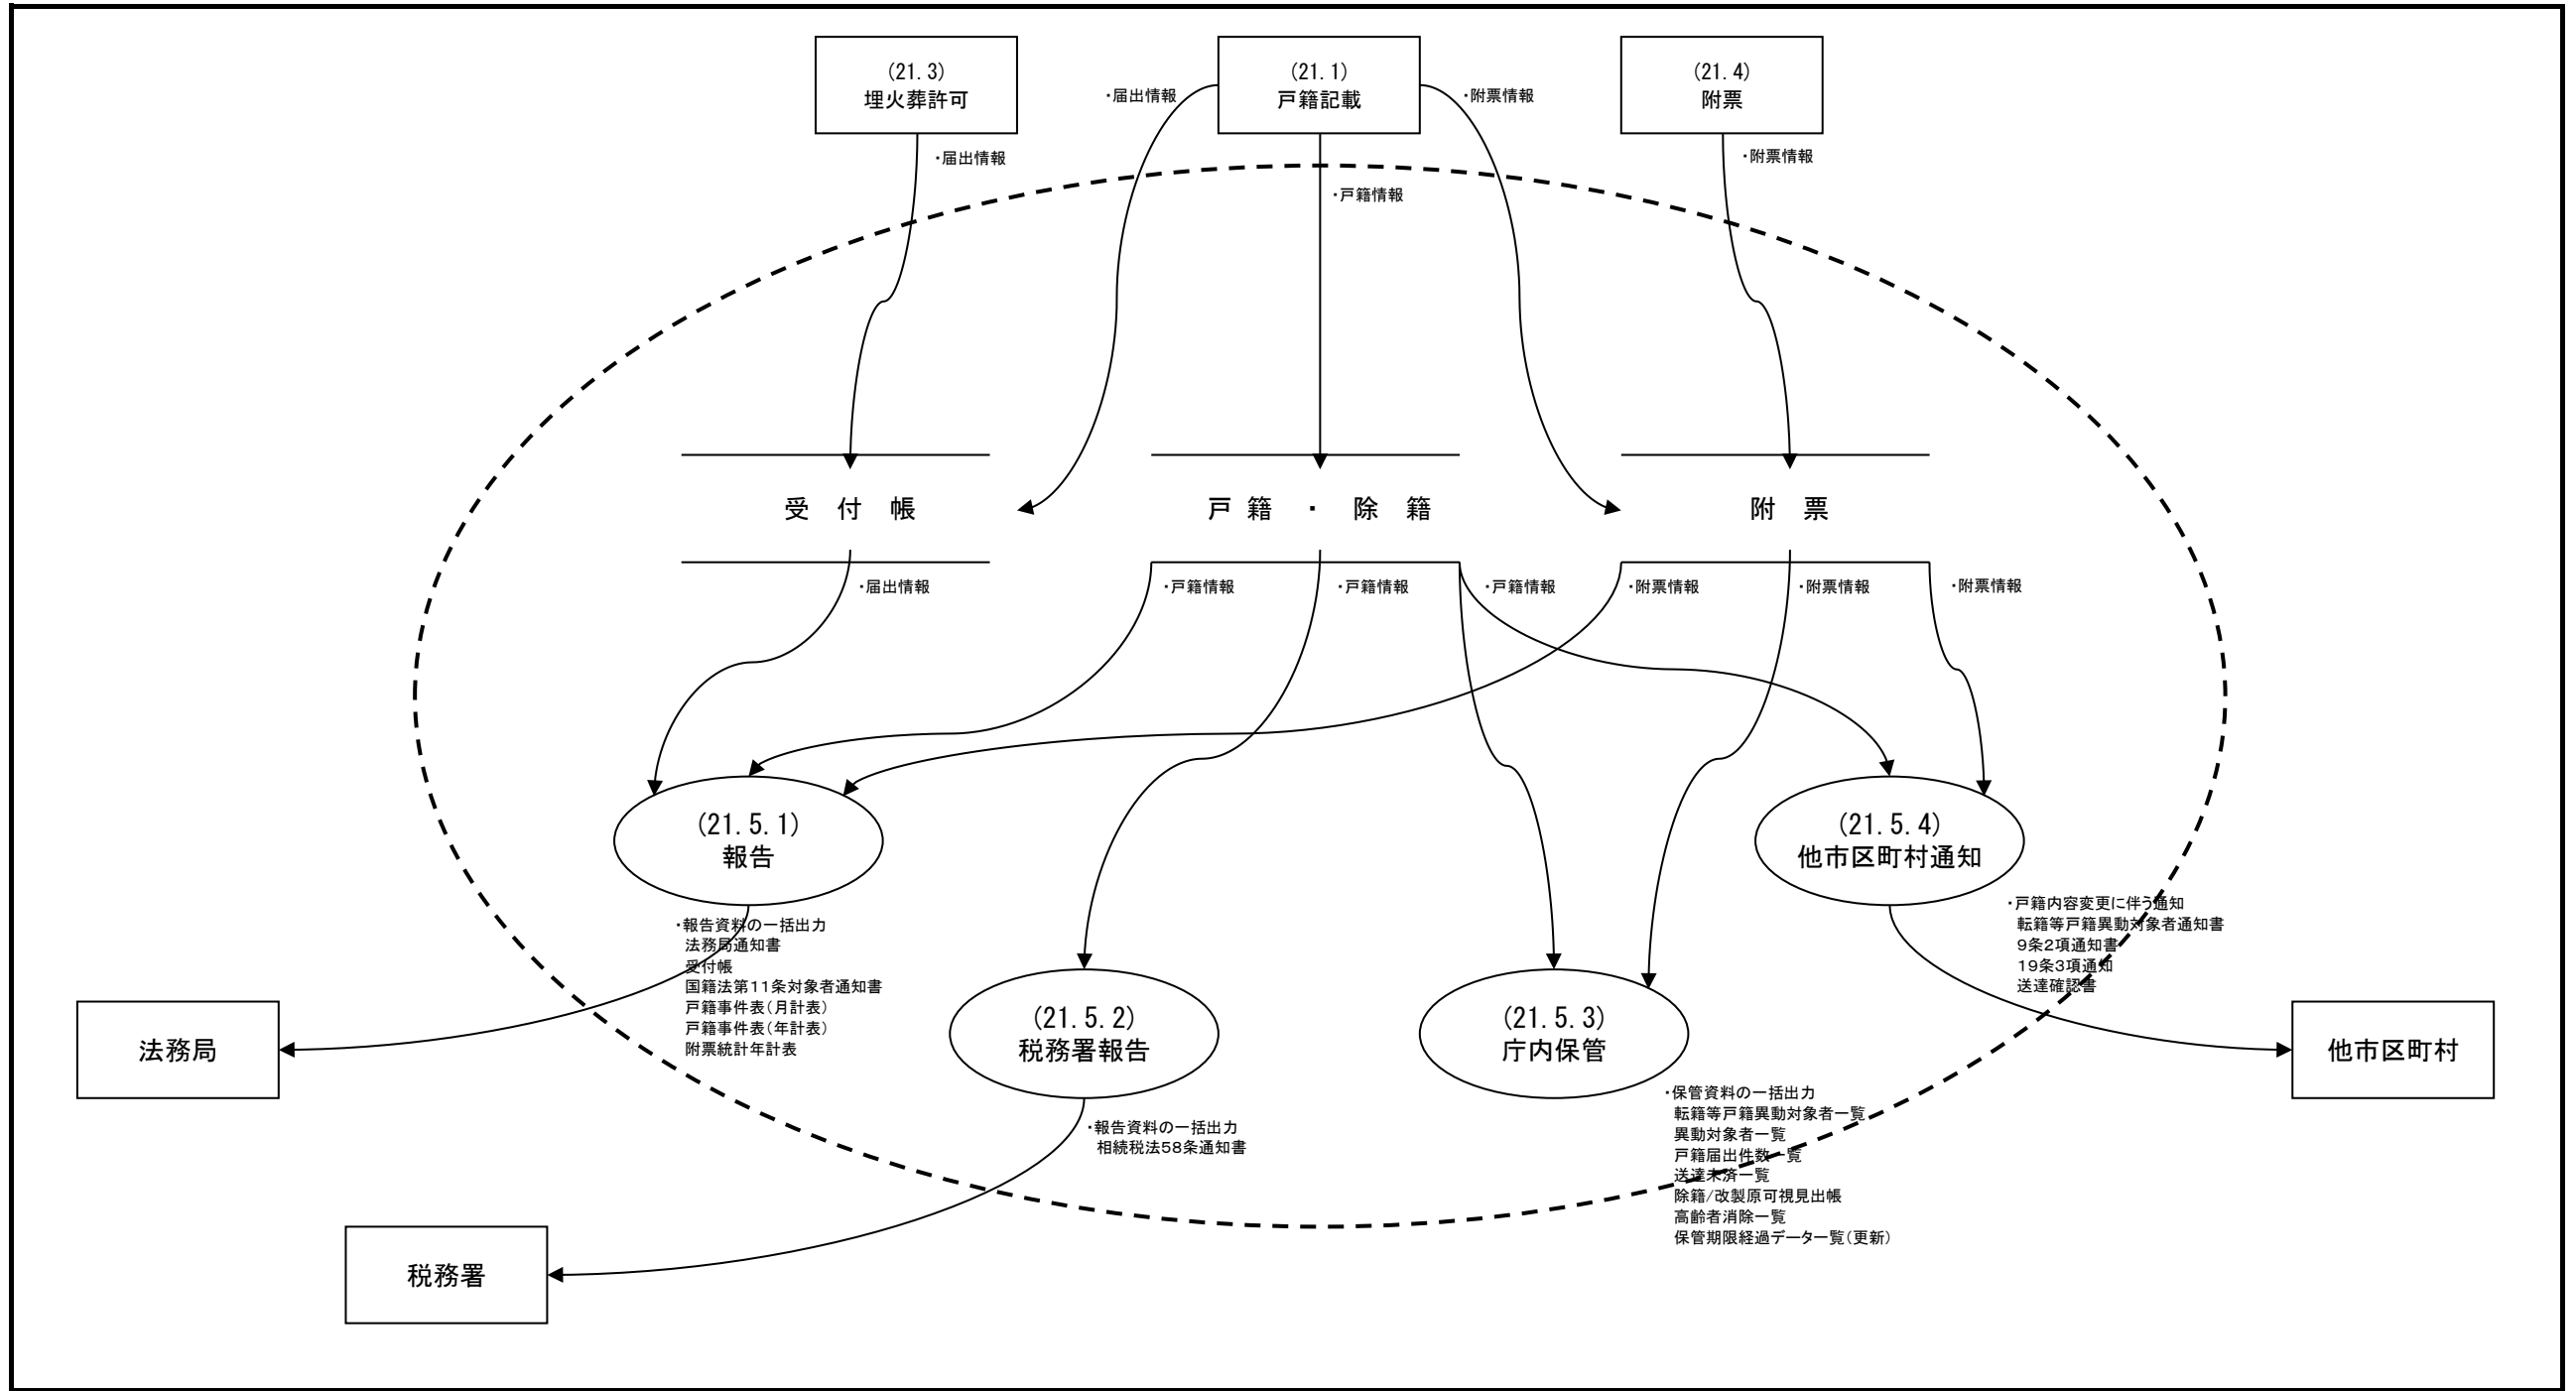 (21.3)
埋火葬許可
(21.1)
戸籍記載
(21.4)
附票
・届出情報
・附票情報
・届出情報
・附票情報
・戸籍情報
受 付 帳
戸 籍 ・ 除 籍
附 票
・届出情報
・戸籍情報
・戸籍情報
・戸籍情報
・附票情報
・附票情報
・附票情報
(21.5.1)
報告
(21.5.4)
他市区町村通知
・報告資料の一括出力
法務局通知書
受付帳
国籍法第11条対象者通知書
戸籍事件表(月計表)
戸籍事件表(年計表)
附票統計年計表
・戸籍内容変更に伴う通知
転籍等戸籍異動対象者通知書
9条2項通知書
19条3項通知
送達確認書
(21.5.2)
税務署報告
(21.5.3)
庁内保管
法務局
他市区町村
・報告資料の一括出力
相続税法58条通知書
・保管資料の一括出力
転籍等戸籍異動対象者一覧
異動対象者一覧
戸籍届出件数一覧
送達未済一覧
除籍/改製原可視見出帳
高齢者消除一覧
保管期限経過データ一覧(更新)
税務署